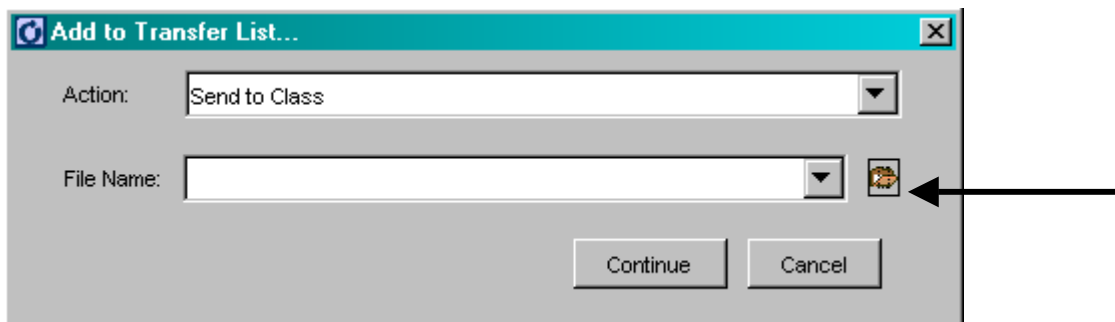 Add to Transfer List...
Action: Send to Class
File Name:
Continue Cancel